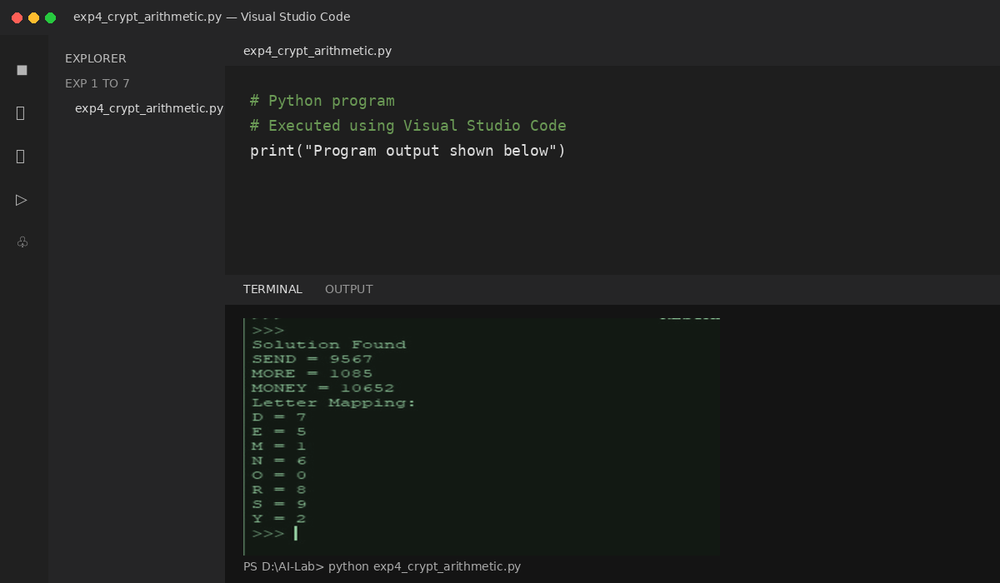 exp4_crypt_arithmetic.py — Visual Studio Code
EXPLORER
EXP 1 TO 7
exp4_crypt_arithmetic.py
exp4_crypt_arithmetic.py
# Python program
# Executed using Visual Studio Code
print("Program output shown below")
TERMINAL OUTPUT
>>>
Solution Found
SEND = 9567
MORE = 1085
MONEY = 10652
Letter Mapping:
D = 7
E = 5
M = 1
N = 6
O = 0
R = 8
S = 9
Y = 2
>>>
PS D:\AI-Lab> python exp4_crypt_arithmetic.py